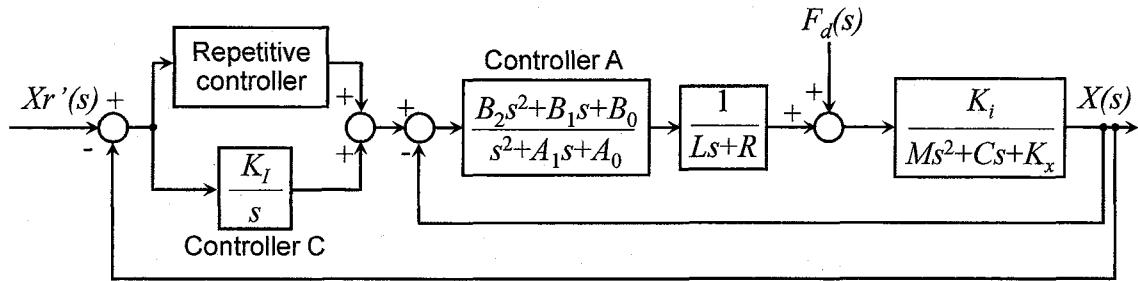 F_d(s)
Repetitive
controller
Controller A
Xr'(s)
+
-
+
+
+
-
B_2s^2+B_1s+B_0
s^2+A_1s+A_0
1
Ls+R
+
+
K_i
Ms^2+Cs+K_x
X(s)
K_I
s
Controller C